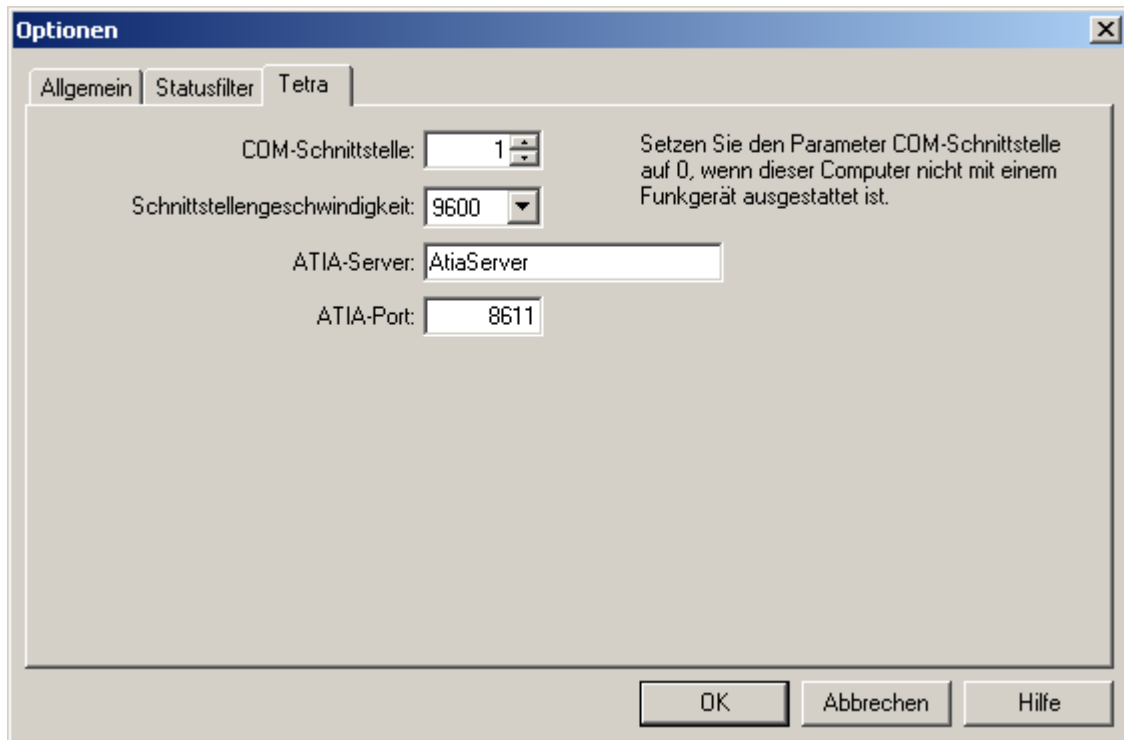 Optionen
Allgemein
Statusfilter
Tetra
COM-Schnittstelle: 1
Schnittstellengeschwindigkeit: 9600
ATIA-Server: AtiaServer
ATIA-Port: 8611
Setzen Sie den Parameter COM-Schnittstelle
auf 0, wenn dieser Computer nicht mit einem
Funkgerät ausgestattet ist.
OK
Abbrechen
Hilfe